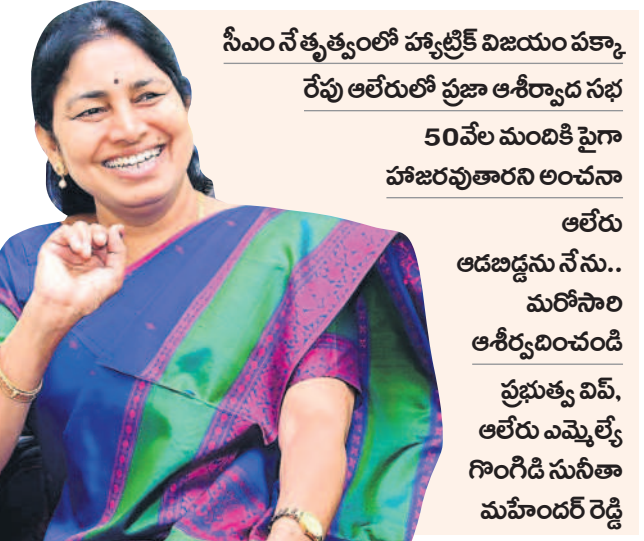 సీఎం నేతృత్వంలో హ్యాట్రిక్ విజయం పక్కా
రేపు ఆలేరులో ప్రజా ఆశీర్వాద సభ
50వేల మందికి పైగా
హాజరవుతారని అంచనా
ఆలేరు
ఆడబిడ్డను నేను..
మరోసారి
ఆశీర్వదించండి
ప్రభుత్వ విప్,
ఆలేరు ఎమ్మెల్యే
గొంగిడి సునీతా
మహేందర్ రెడ్డి